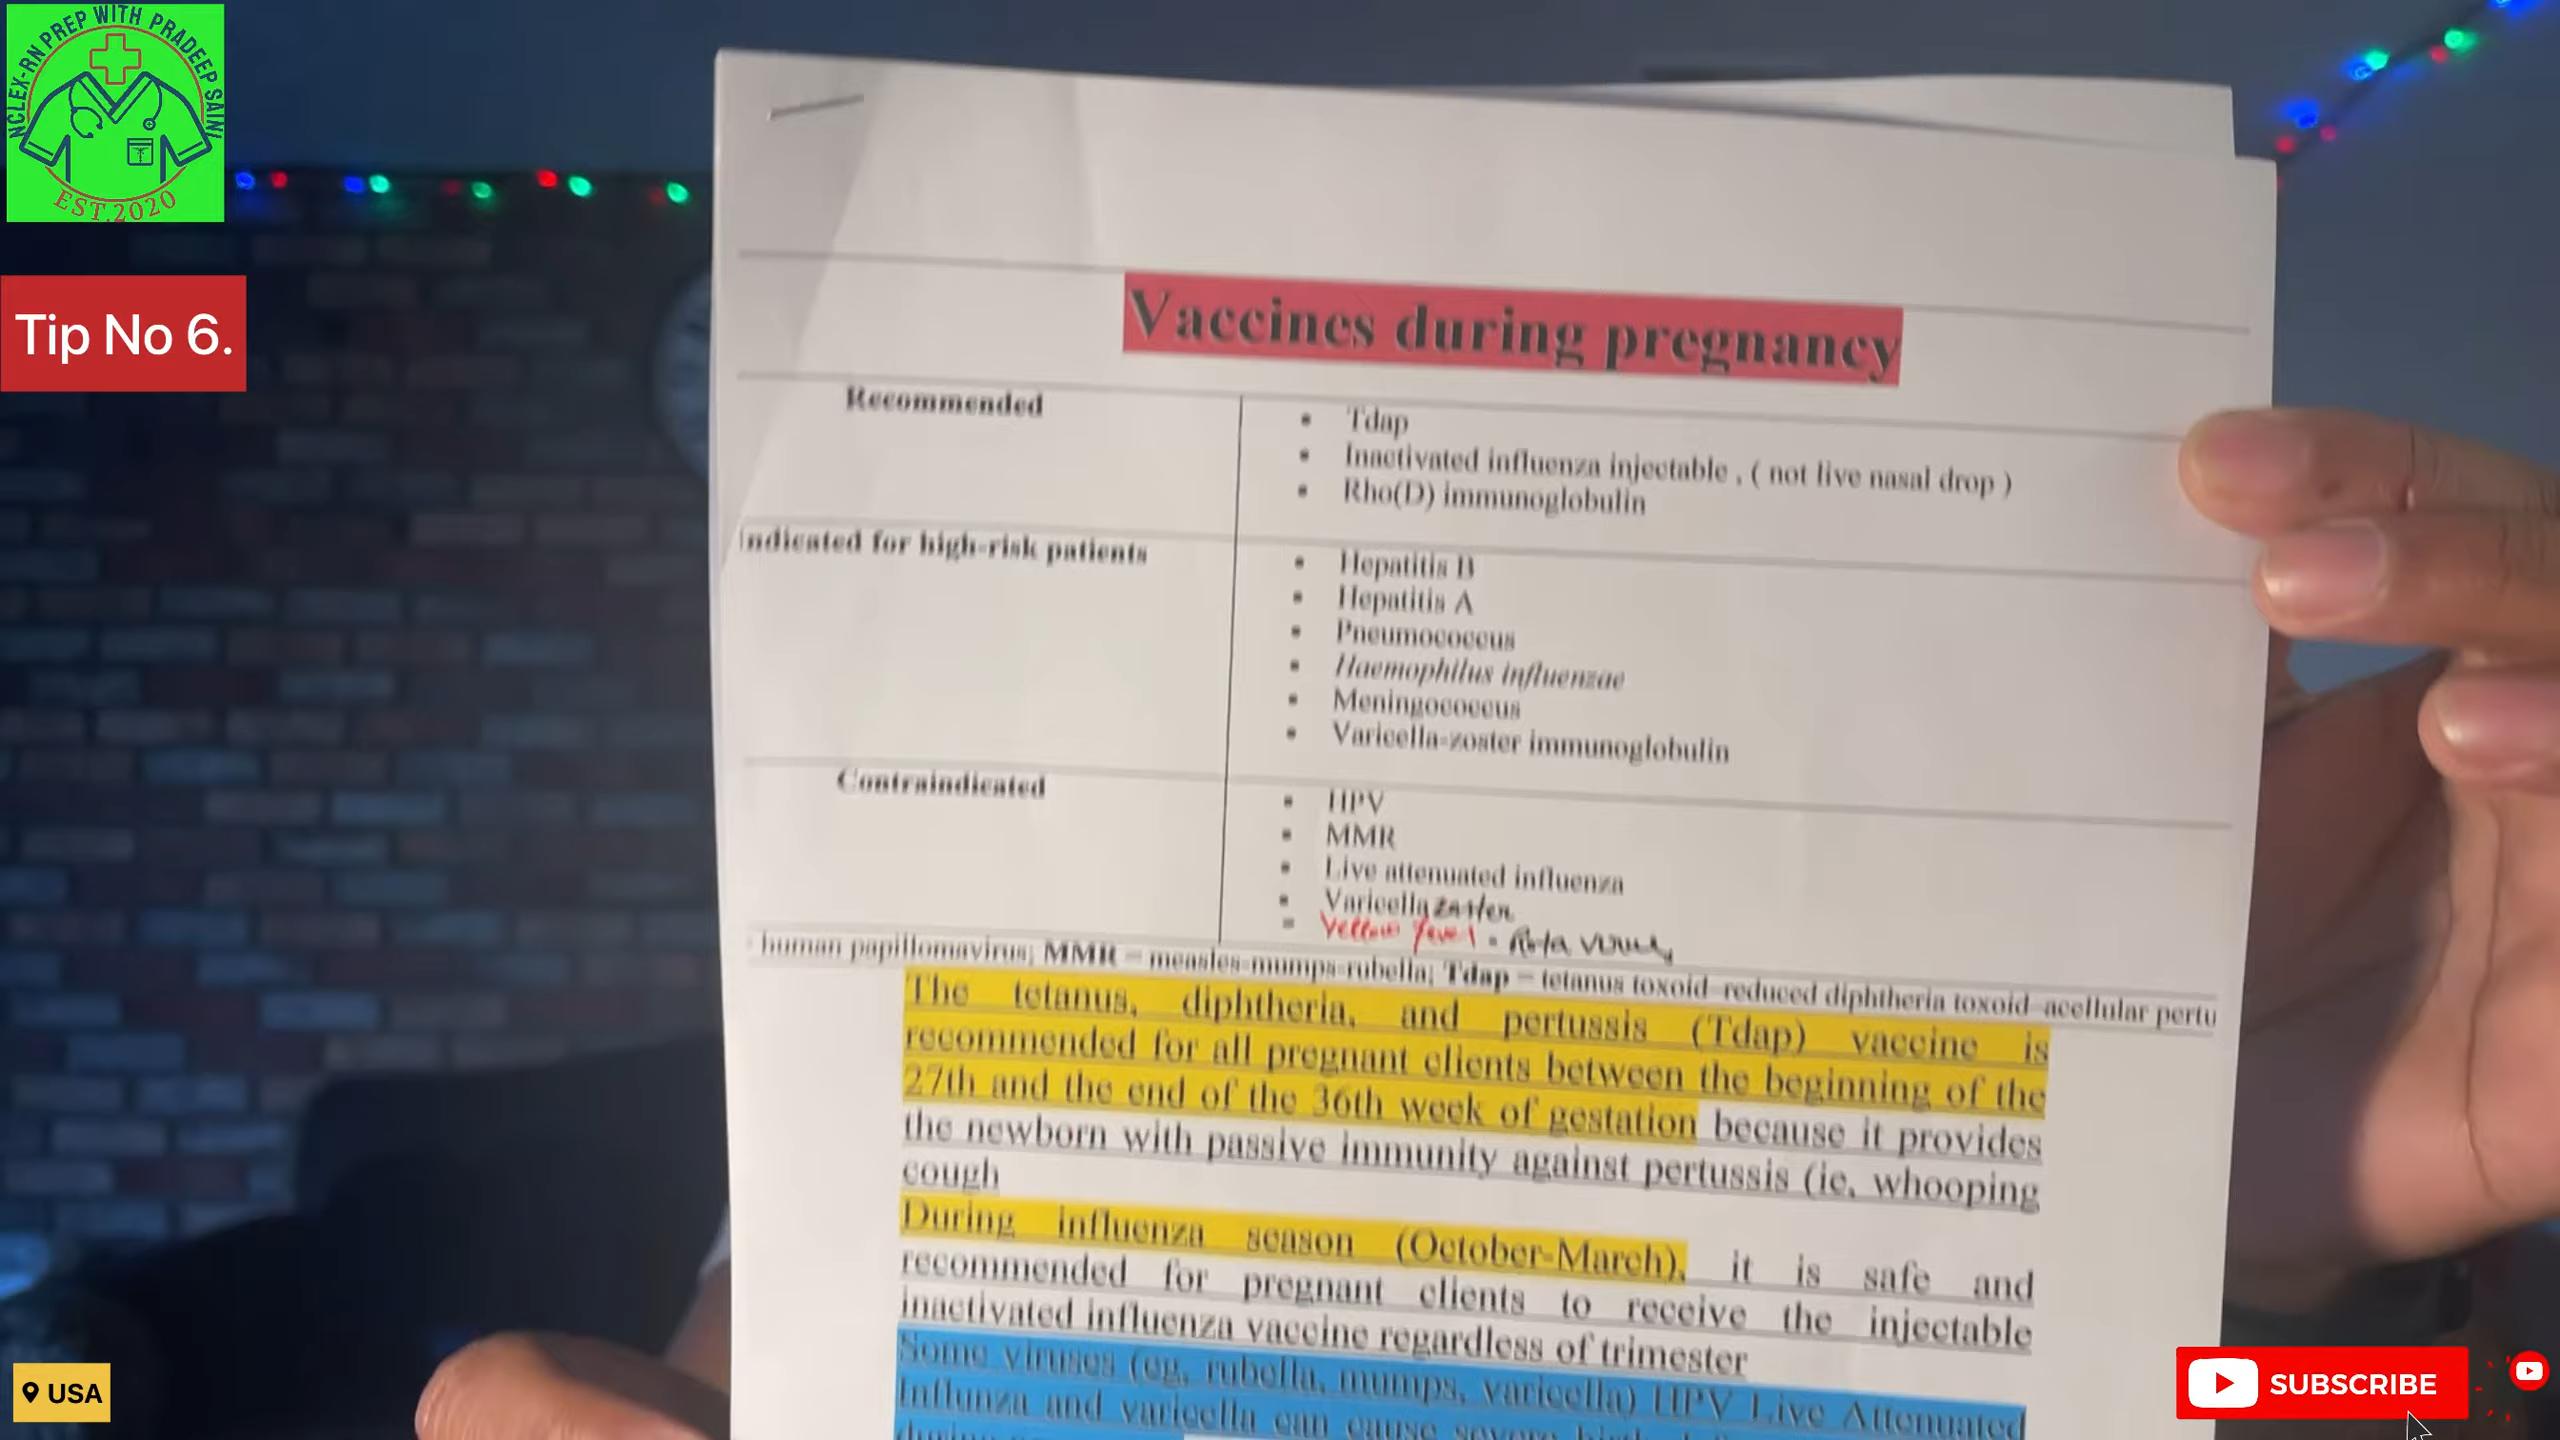 NCLEX-RN PREP WITH PRADEEP SAINI
EST.2020
Tip No 6.
Vaccines during pregnancy
Recommended
• Tdap
• Inactivated influenza injectable , ( not live nasal drop )
• Rho(D) immunoglobulin
Indicated for high-risk patients
• Hepatitis B
• Hepatitis A
• Pneumococcus
• Haemophilus influenzae
• Meningococcus
• Varicella-zoster immunoglobulin
Contraindicated
• HPV
• MMR
• Live attenuated influenza
• Varicella zoster
Yellow fever - Rota virus
human papillomavirus; MMR – measles-mumps-rubella; Tdap – tetanus toxoid-reduced diphtheria toxoid-acellular pertu
The tetanus, diphtheria, and pertussis (Tdap) vaccine is
recommended for all pregnant clients between the beginning of the
27th and the end of the 36th week of gestation because it provides
the newborn with passive immunity against pertussis (ie, whooping
cough
During influenza season (October-March), it is safe and
recommended for pregnant clients to receive the injectable
inactivated influenza vaccine regardless of trimester
Some viruses (eg, rubella, mumps, varicella) HPV Live Attenuated
Influnza and varicella can cause severe birth
USA
SUBSCRIBE